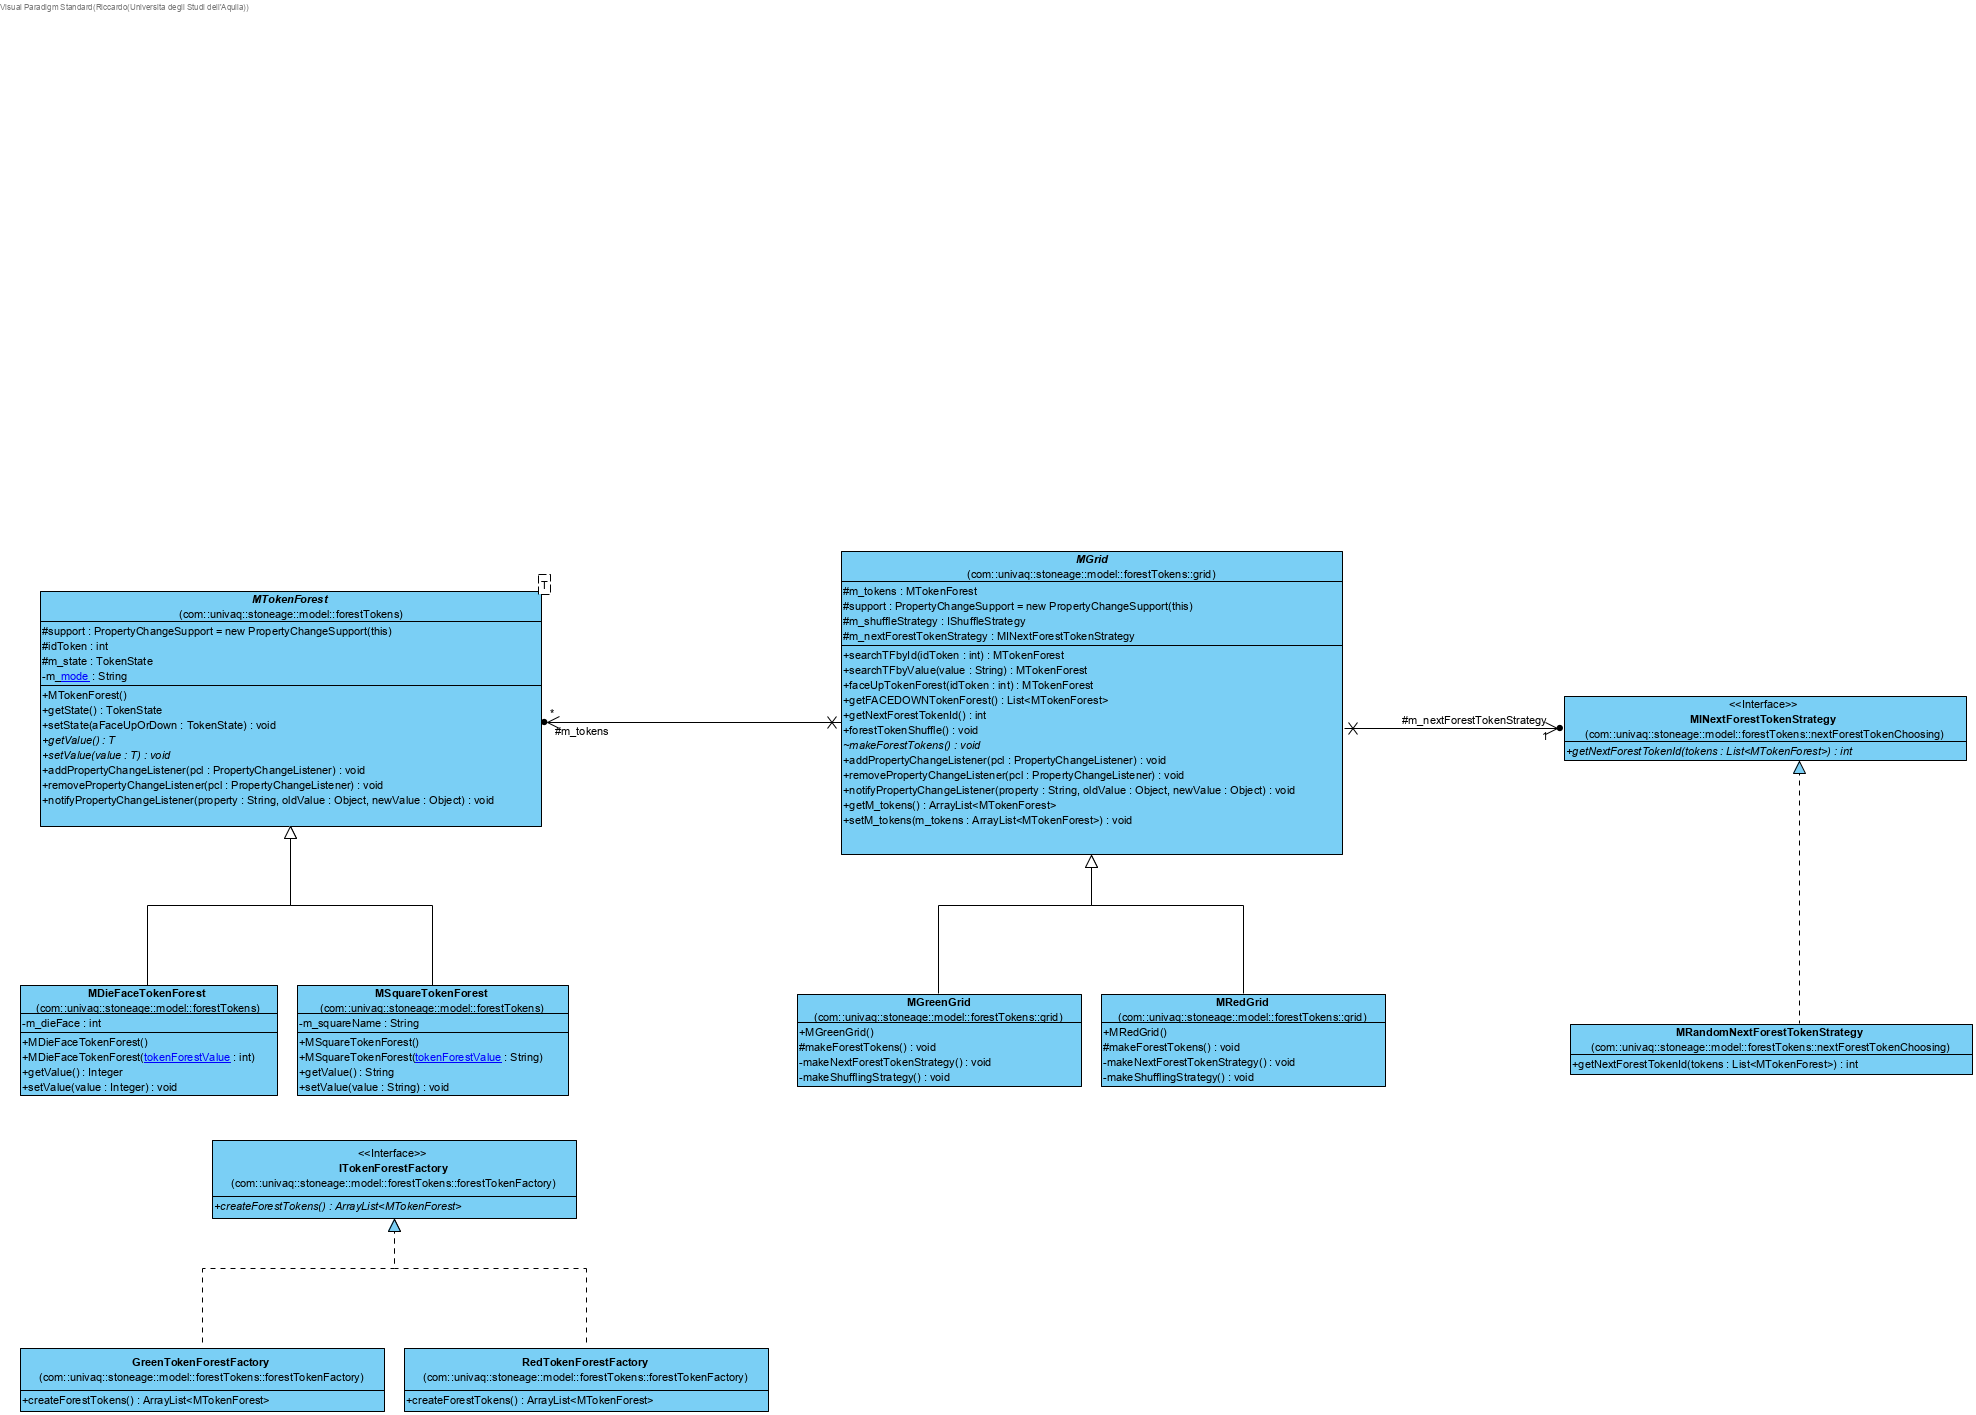 Visual Paradigm Standard(Riccardo(Universita degli Studi dell'Aquila))
T
MTokenForest
(com::univaq::stoneage::model::forestTokens)
#support : PropertyChangeSupport = new PropertyChangeSupport(this)
#idToken : int
#m_state : TokenState
-m_mode : String
+MTokenForest()
+getState() : TokenState
+setState(aFaceUpOrDown : TokenState) : void
+getValue() : T
+setValue(value : T) : void
+addPropertyChangeListener(pcl : PropertyChangeListener) : void
+removePropertyChangeListener(pcl : PropertyChangeListener) : void
+notifyPropertyChangeListener(property : String, oldValue : Object, newValue : Object) : void
*
#m_tokens
MGrid
(com::univaq::stoneage::model::forestTokens::grid)
#m_tokens : MTokenForest
#support : PropertyChangeSupport = new PropertyChangeSupport(this)
#m_shuffleStrategy : IShuffleStrategy
#m_nextForestTokenStrategy : MINextForestTokenStrategy
+searchTFbyId(idToken : int) : MTokenForest
+searchTFbyValue(value : String) : MTokenForest
+faceUpTokenForest(idToken : int) : MTokenForest
+getFACEDOWNTokenForest() : List<MTokenForest>
+getNextForestTokenId() : int
+forestTokenShuffle() : void
~makeForestTokens() : void
+addPropertyChangeListener(pcl : PropertyChangeListener) : void
+removePropertyChangeListener(pcl : PropertyChangeListener) : void
+notifyPropertyChangeListener(property : String, oldValue : Object, newValue : Object) : void
+getM_tokens() : ArrayList<MTokenForest>
+setM_tokens(m_tokens : ArrayList<MTokenForest>) : void
#m_nextForestTokenStrategy
1
<<Interface>>
MINextForestTokenStrategy
(com::univaq::stoneage::model::forestTokens::nextForestTokenChoosing)
+getNextForestTokenId(tokens : List<MTokenForest>) : int
MDieFaceTokenForest
(com::univaq::stoneage::model::forestTokens)
-m_dieFace : int
+MDieFaceTokenForest()
+MDieFaceTokenForest(tokenForestValue : int)
+getValue() : Integer
+setValue(value : Integer) : void
MSquareTokenForest
(com::univaq::stoneage::model::forestTokens)
-m_squareName : String
+MSquareTokenForest()
+MSquareTokenForest(tokenForestValue : String)
+getValue() : String
+setValue(value : String) : void
MGreenGrid
(com::univaq::stoneage::model::forestTokens::grid)
+MGreenGrid()
#makeForestTokens() : void
-makeNextForestTokenStrategy() : void
-makeShufflingStrategy() : void
MRedGrid
(com::univaq::stoneage::model::forestTokens::grid)
+MRedGrid()
#makeForestTokens() : void
-makeNextForestTokenStrategy() : void
-makeShufflingStrategy() : void
MRandomNextForestTokenStrategy
(com::univaq::stoneage::model::forestTokens::nextForestTokenChoosing)
+getNextForestTokenId(tokens : List<MTokenForest>) : int
<<Interface>>
ITokenForestFactory
(com::univaq::stoneage::model::forestTokens::forestTokenFactory)
+createForestTokens() : ArrayList<MTokenForest>
GreenTokenForestFactory
(com::univaq::stoneage::model::forestTokens::forestTokenFactory)
+createForestTokens() : ArrayList<MTokenForest>
RedTokenForestFactory
(com::univaq::stoneage::model::forestTokens::forestTokenFactory)
+createForestTokens() : ArrayList<MTokenForest>